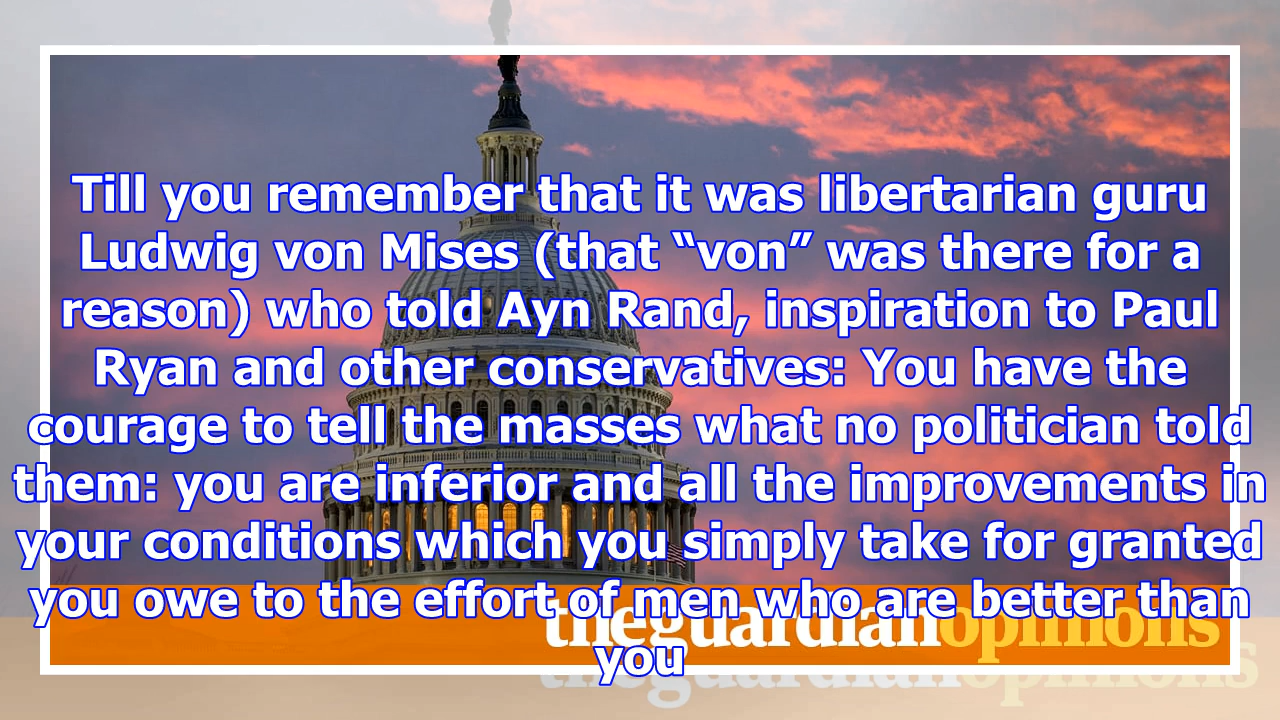 Till you remember that it was libertarian guru
Ludwig von Mises (that “von” was there for a
reason) who told Ayn Rand, inspiration to Paul
Ryan and other conservatives: You have the
courage to tell the masses what no politician told
them: you are inferior and all the improvements in
your conditions which you simply take for granted
you owe to the effort of men who are better than
you
theguardianopinions
theguardianopinions